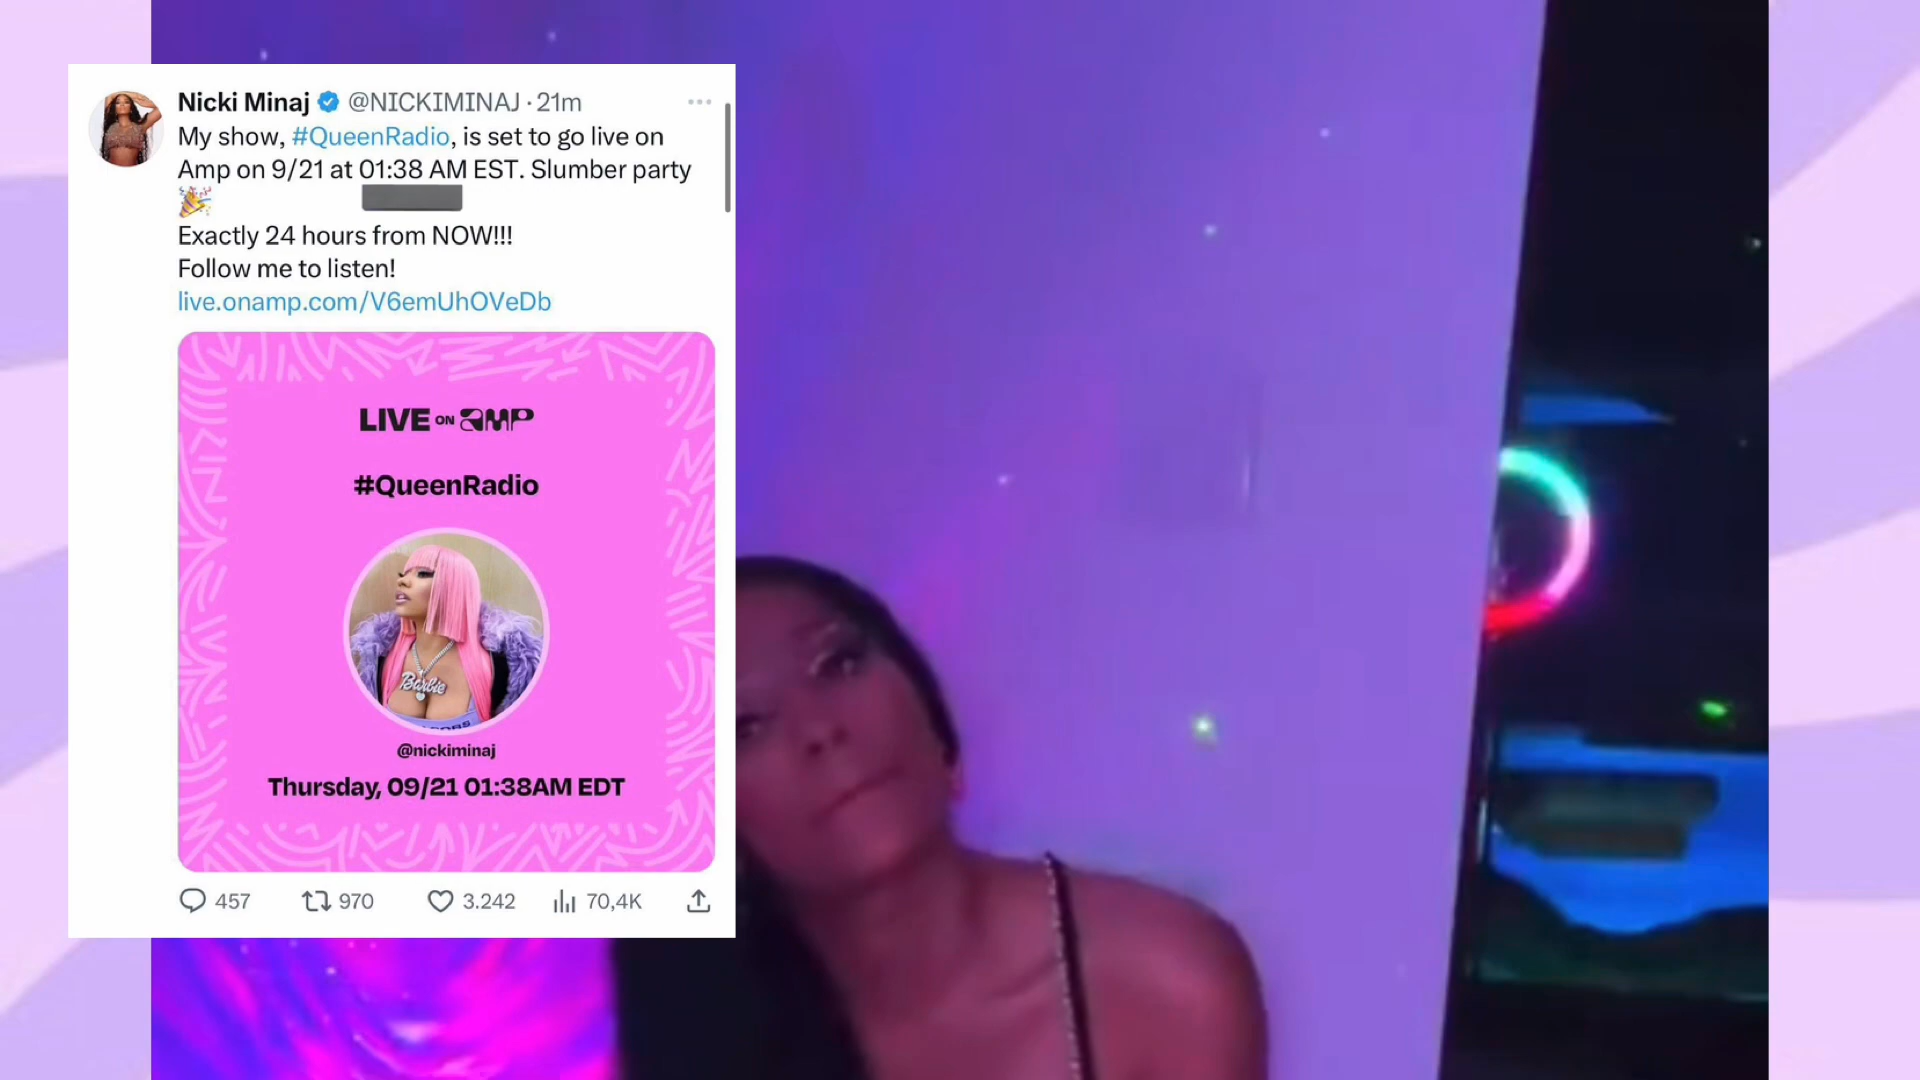 Nicki Minaj @NICKIMINAJ · 21m
My show, #QueenRadio, is set to go live on
Amp on 9/21 at 01:38 AM EST. Slumber party
🎉
Exactly 24 hours from NOW!!!
Follow me to listen!
live.onamp.com/V6emUhOVeDb
LIVE ON AMP
#QueenRadio
Barbie
@nickiminaj
Thursday, 09/21 01:38AM EDT
457 970 3.242 70,4K